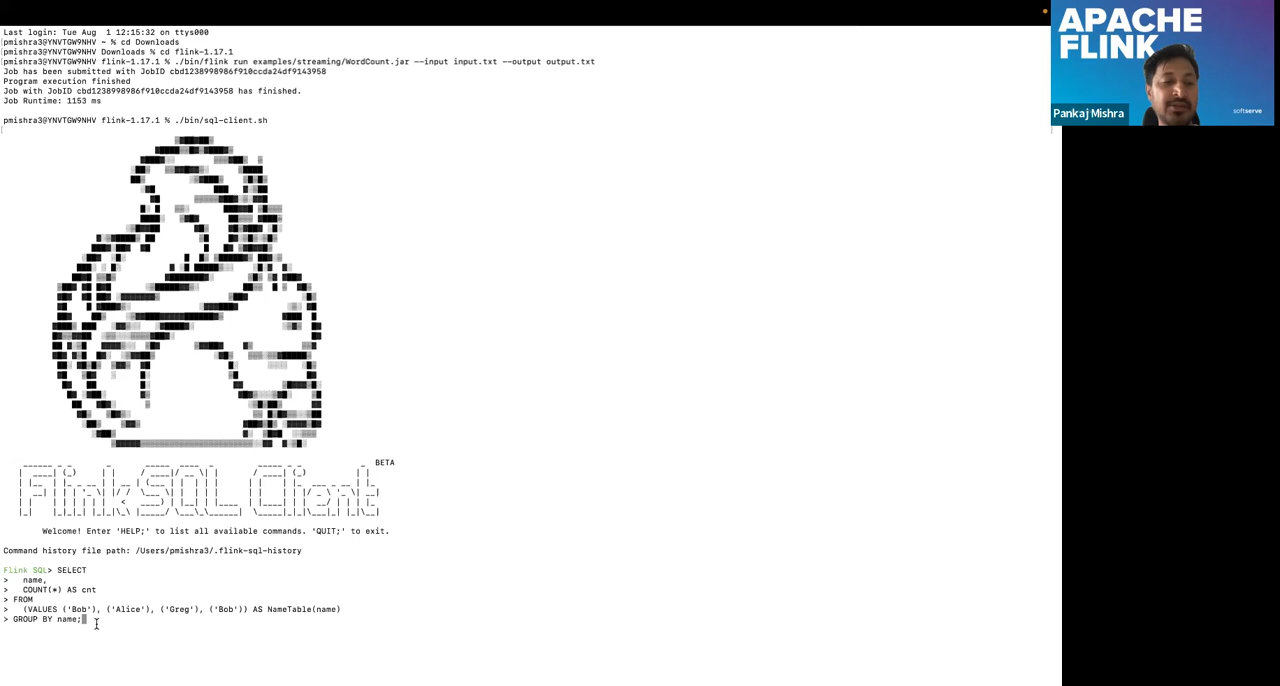 Last login: Tue Aug  1 12:15:32 on ttys000
pmishra3@YNVTGW9NHV ~ % cd Downloads
pmishra3@YNVTGW9NHV Downloads % cd flink-1.17.1
pmishra3@YNVTGW9NHV flink-1.17.1 % ./bin/flink run examples/streaming/WordCount.jar --input input.txt --output output.txt
Job has been submitted with JobID cbd1238998986f910ccda24df9143958
Program execution finished
Job with JobID cbd1238998986f910ccda24df9143958 has finished.
Job Runtime: 1153 ms
pmishra3@YNVTGW9NHV flink-1.17.1 % ./bin/sql-client.sh
BETA
Flink SQL Client
Welcome! Enter 'HELP;' to list all available commands. 'QUIT;' to exit.
Command history file path: /Users/pmishra3/.flink-sql-history
Flink SQL> SELECT
>   name,
>   COUNT(*) AS cnt
> FROM
>   (VALUES ('Bob'), ('Alice'), ('Greg'), ('Bob')) AS NameTable(name)
> GROUP BY name;
APACHE
FLINK
Pankaj Mishra
softserve